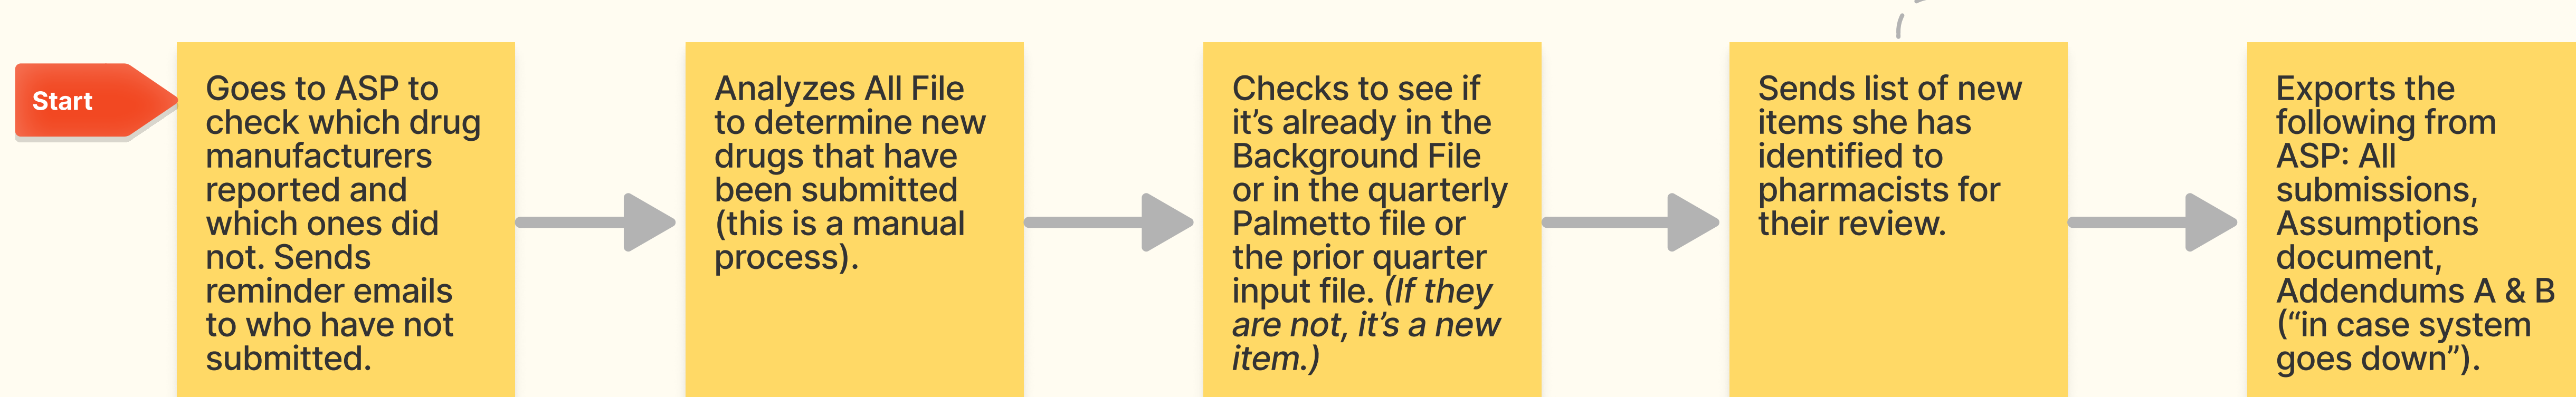 Start
Goes to ASP to
check which drug
manufacturers
reported and
which ones did
not. Sends
reminder emails
to who have not
submitted.
Analyzes All File
to determine new
drugs that have
been submitted
(this is a manual
process).
Checks to see if
it’s already in the
Background File
or in the quarterly
Palmetto file or
the prior quarter
input file. (If they
are not, it’s a new
item.)
Sends list of new
items she has
identified to
pharmacists for
their review.
Exports the
following from
ASP: All
submissions,
Assumptions
document,
Addendums A & B
(“in case system
goes down”).